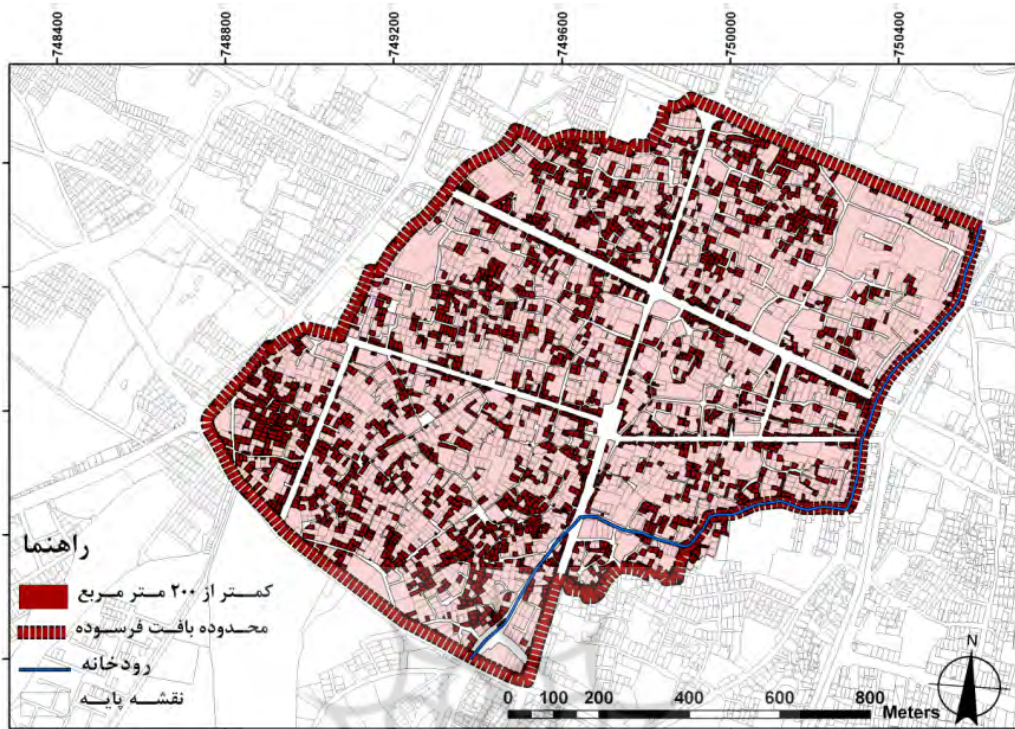 748400 748800 749200 749600 750000 750400
راهنما
کمتر از ۲۰۰ متر مربع
محدوده بافت فرسوده
رودخانه
نقشه پایه
N
0 100 200 400 600 800
Meters